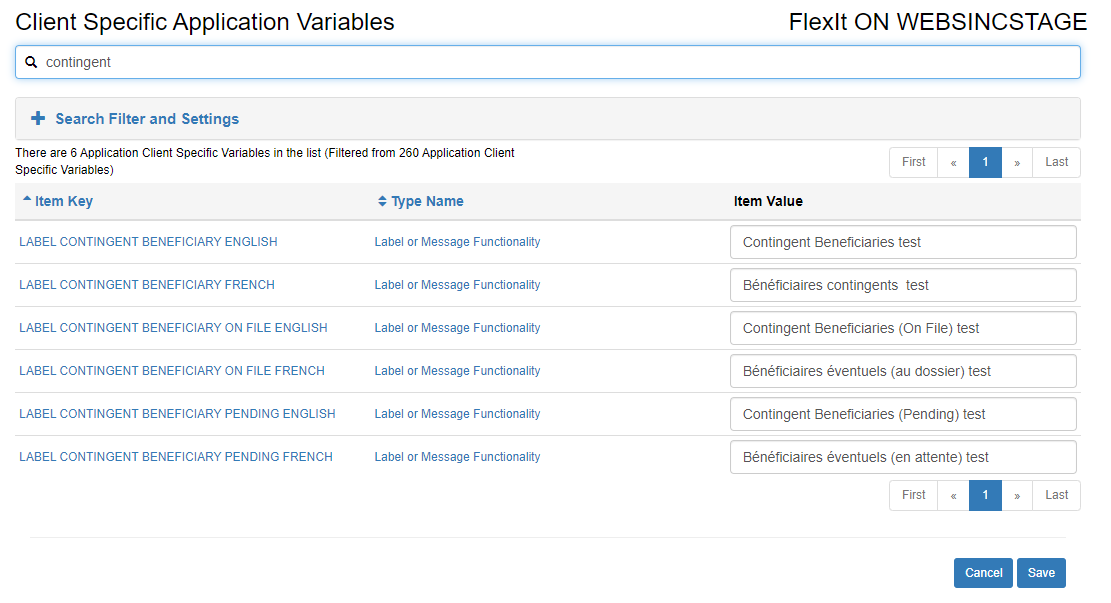 Client Specific Application Variables
FlexIt ON WEBSINCSTAGE
contingent
Search Filter and Settings
There are 6 Application Client Specific Variables in the list (Filtered from 260 Application Client
Specific Variables)
First « 1 » Last
Item Key Type Name Item Value
LABEL CONTINGENT BENEFICIARY ENGLISH Label or Message Functionality Contingent Beneficiaries test
LABEL CONTINGENT BENEFICIARY FRENCH Label or Message Functionality Bénéficiaires contingents  test
LABEL CONTINGENT BENEFICIARY ON FILE ENGLISH Label or Message Functionality Contingent Beneficiaries (On File) test
LABEL CONTINGENT BENEFICIARY ON FILE FRENCH Label or Message Functionality Bénéficiaires éventuels (au dossier) test
LABEL CONTINGENT BENEFICIARY PENDING ENGLISH Label or Message Functionality Contingent Beneficiaries (Pending) test
LABEL CONTINGENT BENEFICIARY PENDING FRENCH Label or Message Functionality Bénéficiaires éventuels (en attente) test
First « 1 » Last
Cancel Save